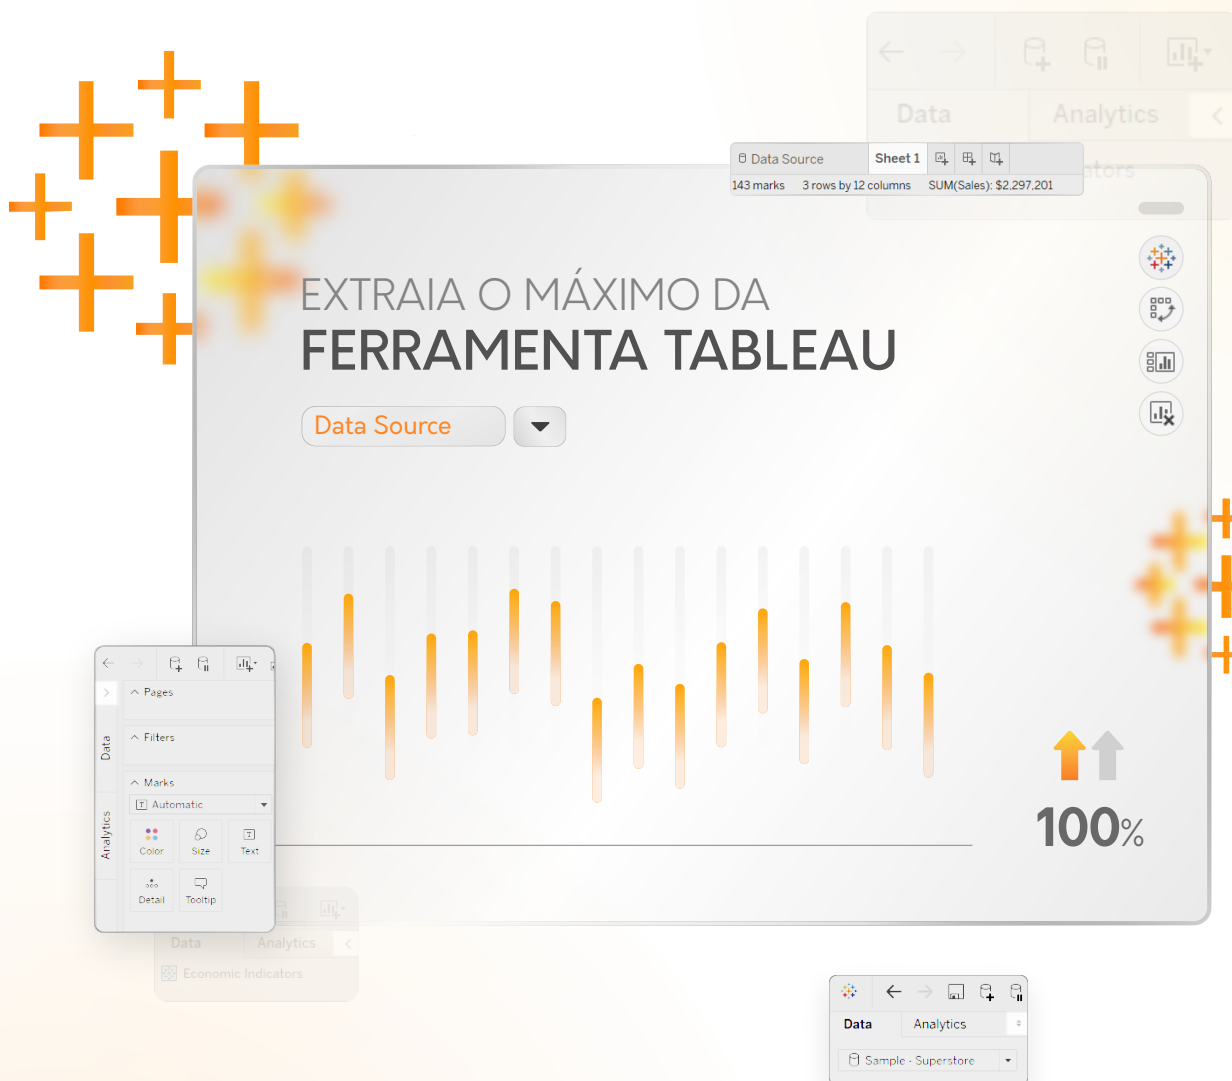 Data
Analytics
ators
Data Source
Sheet 1
143 marks
3 rows by 12 columns
SUM(Sales): $2,297,201
EXTRAIA O MÁXIMO DA
FERRAMENTA TABLEAU
Data Source
Pages
Filters
Marks
Automatic
Color
Size
Text
Detail
Tooltip
Data
Analytics
100%
Data
Analytics
Economic Indicators
Data
Analytics
Sample - Superstore